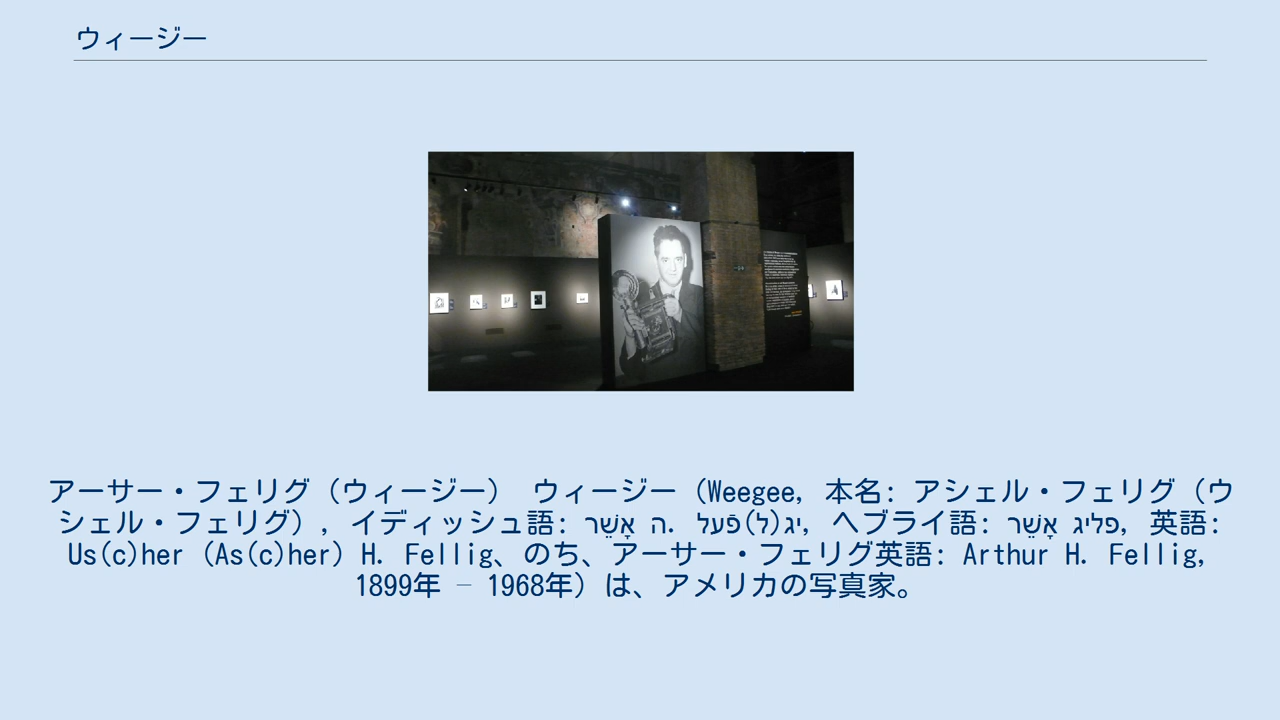 ウィージー
アーサー・フェリグ（ウィージー）　ウィージー（Weegee, 本名: アシェル・フェリグ（ウ
シェル・フェリグ）, イディッシュ語: אָשֵׁר ה. פֿעל(ל)יג, ヘブライ語: אָשֵׁר פליג, 英語:
Us(c)her (As(c)her) H. Fellig、のち、アーサー・フェリグ英語: Arthur H. Fellig,
1899年 – 1968年）は、アメリカの写真家。